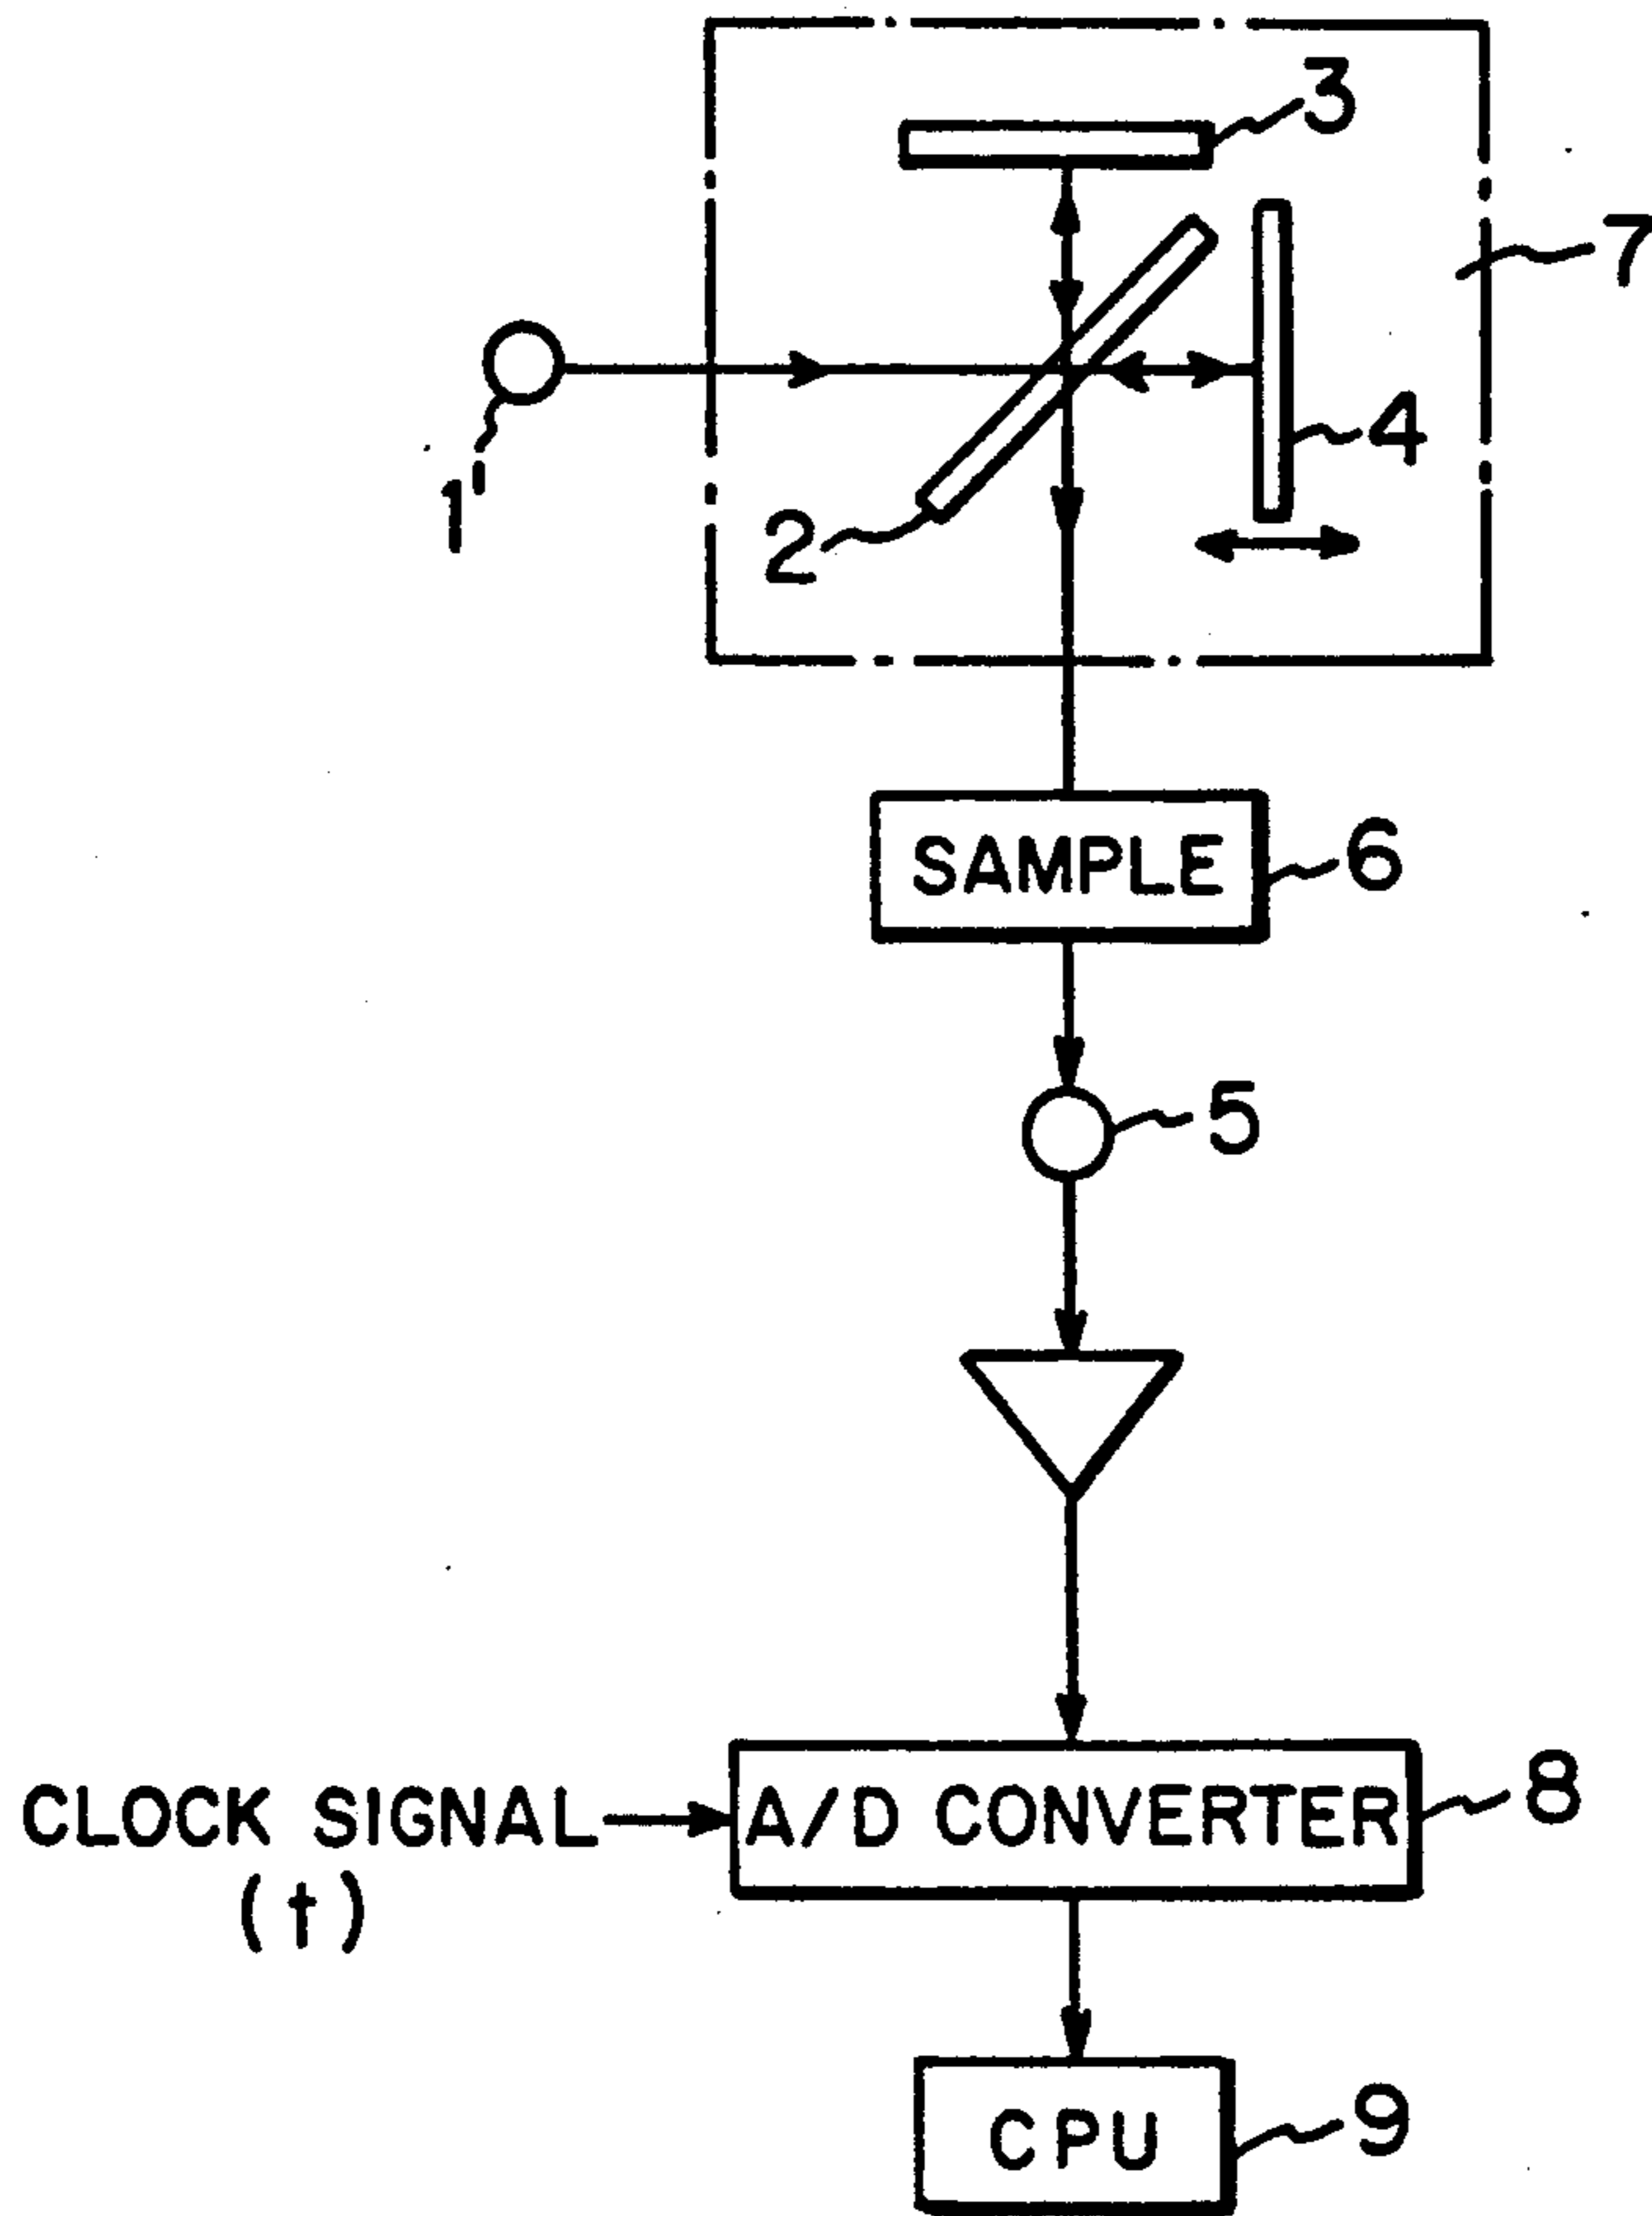 3
7
4
1'
2
SAMPLE
6
5
CLOCK SIGNAL
(t)
A/D CONVERTER
8
CPU
9